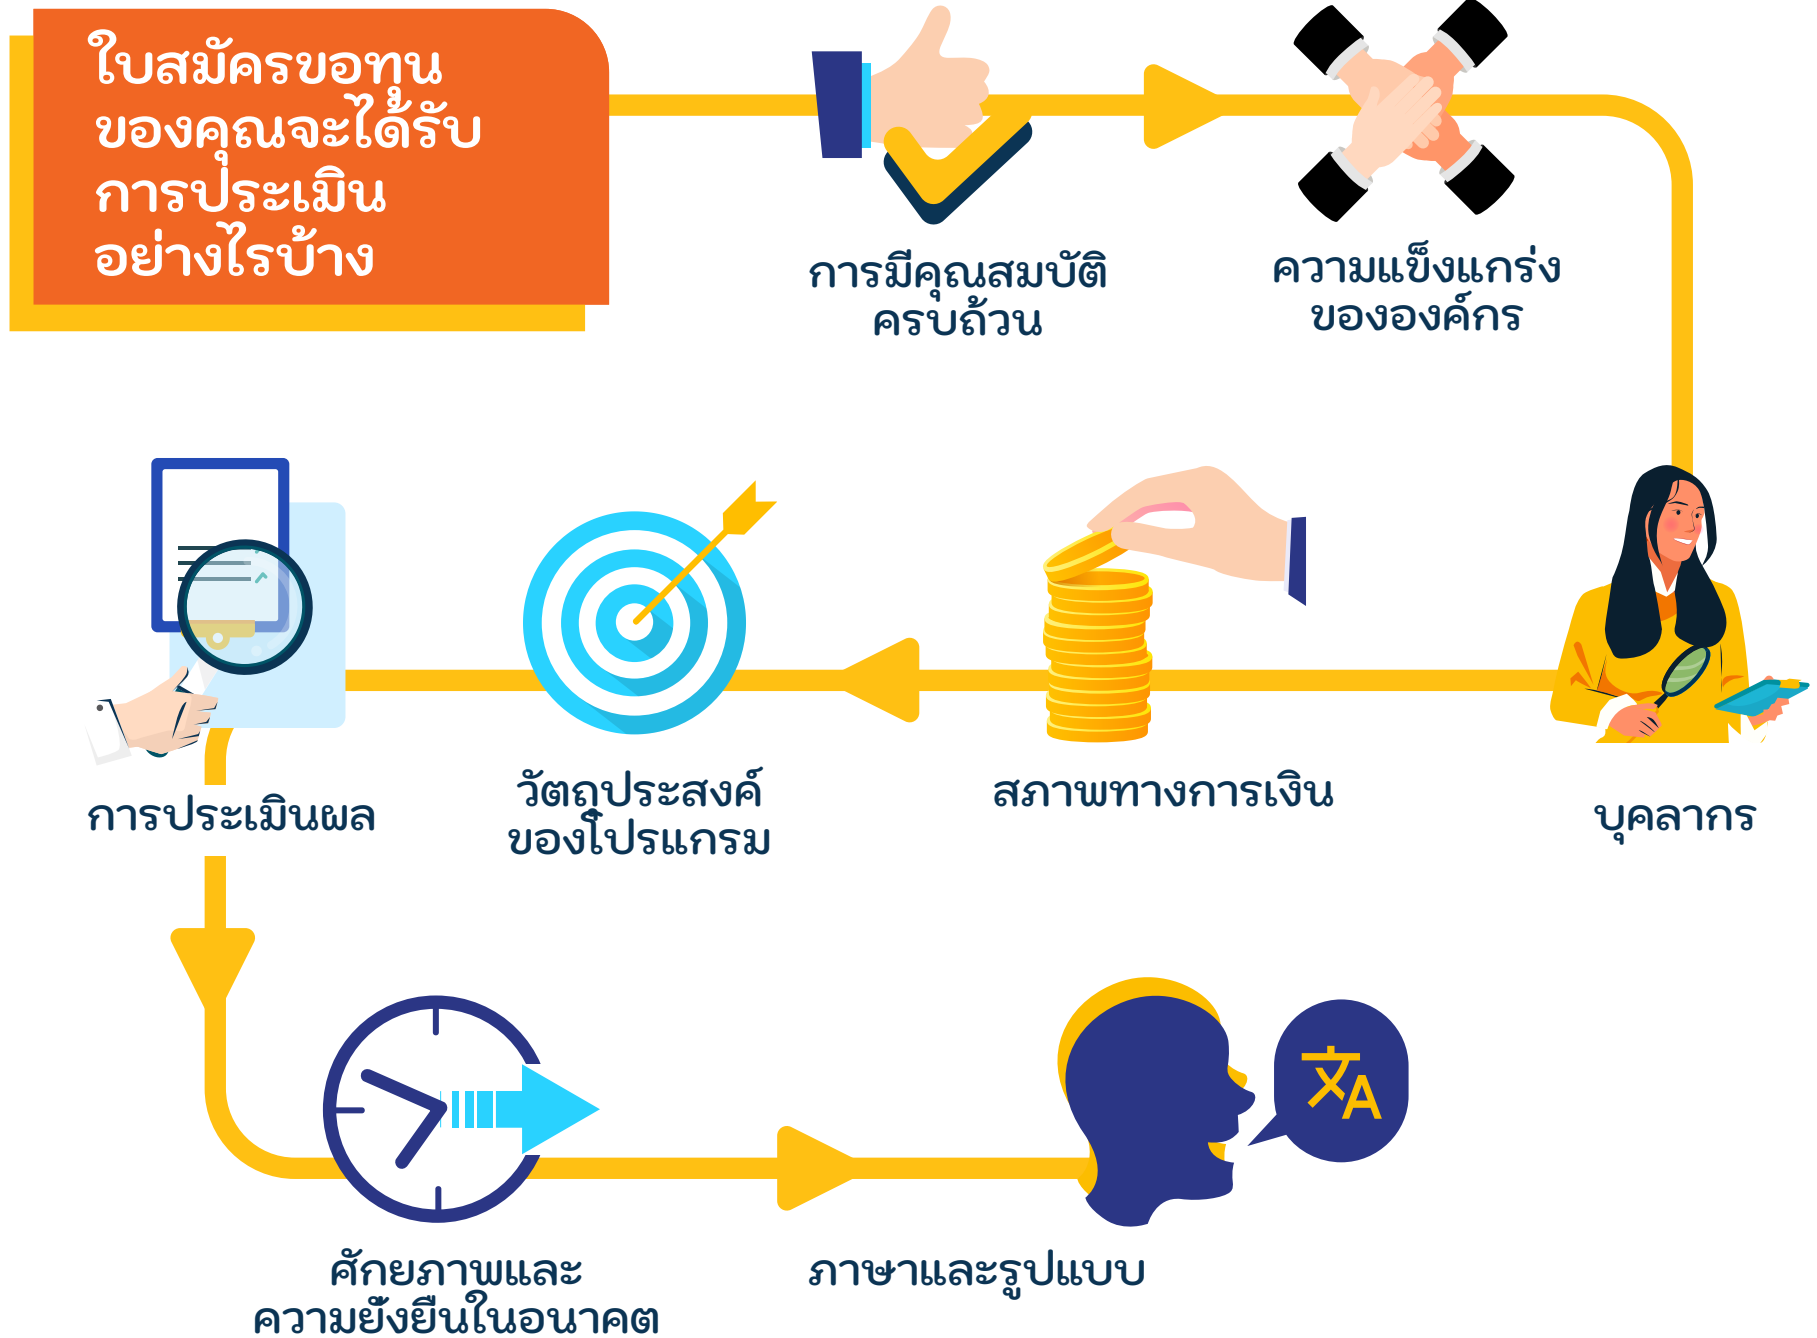 ใบสมัครขอทุน
ของคุณจะได้รับ
การประเมิน
อย่างไรบ้าง
การมีคุณสมบัติ
ครบถ้วน
ความแข็งแกร่ง
ขององค์กร
บุคลากร
สภาพทางการเงิน
วัตถุประสงค์
ของโปรแกรม
การประเมินผล
ศักยภาพและ
ความยั่งยืนในอนาคต
ภาษาและรูปแบบ
文A